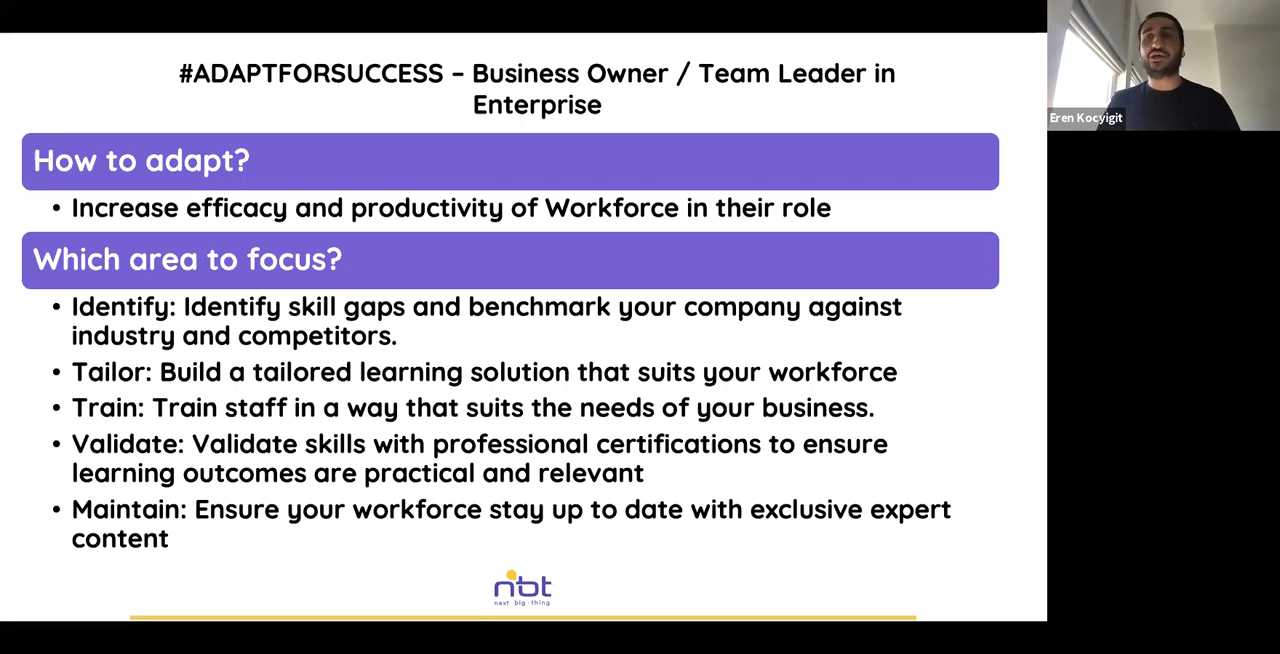 #ADAPTFORSUCCESS – Business Owner / Team Leader in
Enterprise
How to adapt?
• Increase efficacy and productivity of Workforce in their role
Which area to focus?
• Identify: Identify skill gaps and benchmark your company against
industry and competitors.
• Tailor: Build a tailored learning solution that suits your workforce
• Train: Train staff in a way that suits the needs of your business.
• Validate: Validate skills with professional certifications to ensure
learning outcomes are practical and relevant
• Maintain: Ensure your workforce stay up to date with exclusive expert
content
nbt
next big thing
Eren Kocyigit